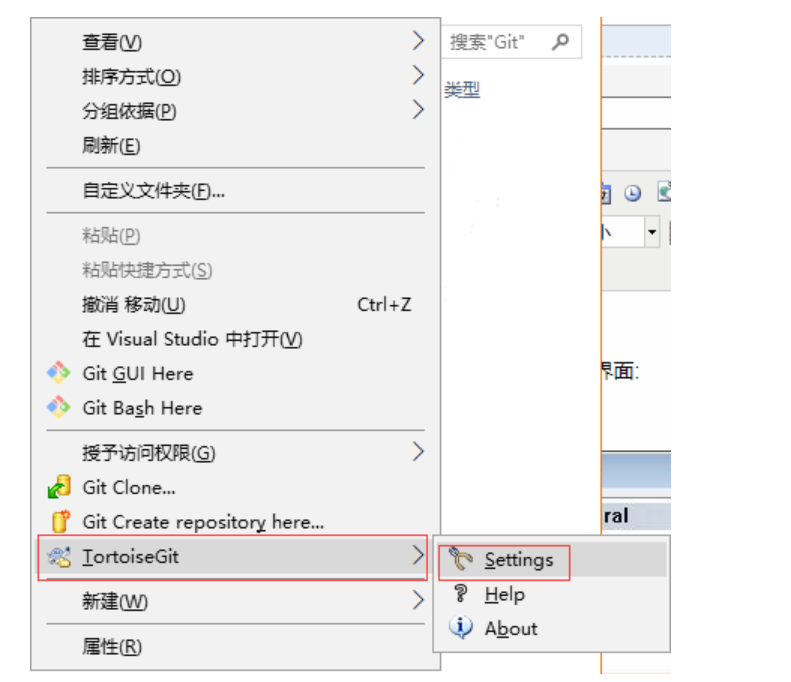 查看(V)
排序方式(O)
分组依据(P)
刷新(E)
自定义文件夹(F)...
粘贴(P)
粘贴快捷方式(S)
撤消 移动(U) Ctrl+Z
在 Visual Studio 中打开(V)
Git GUI Here
Git Bash Here
授予访问权限(G)
Git Clone...
Git Create repository here...
TortoiseGit
新建(W)
属性(R)
Settings
Help
About
搜索"Git"
类型
小
界面:
ral